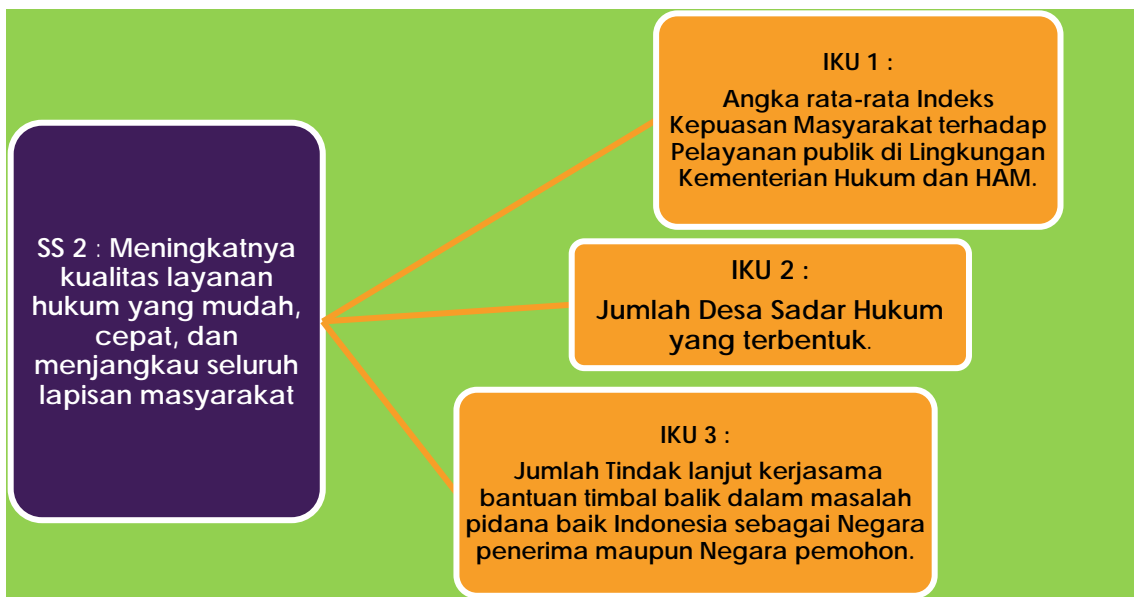 SS 2 : Meningkatnya
kualitas layanan
hukum yang mudah,
cepat, dan
menjangkau seluruh
lapisan masyarakat
IKU 1 :
Angka rata-rata Indeks
Kepuasan Masyarakat terhadap
Pelayanan publik di Lingkungan
Kementerian Hukum dan HAM.
IKU 2 :
Jumlah Desa Sadar Hukum
yang terbentuk.
IKU 3 :
Jumlah Tindak lanjut kerjasama
bantuan timbal balik dalam masalah
pidana baik Indonesia sebagai Negara
penerima maupun Negara pemohon.